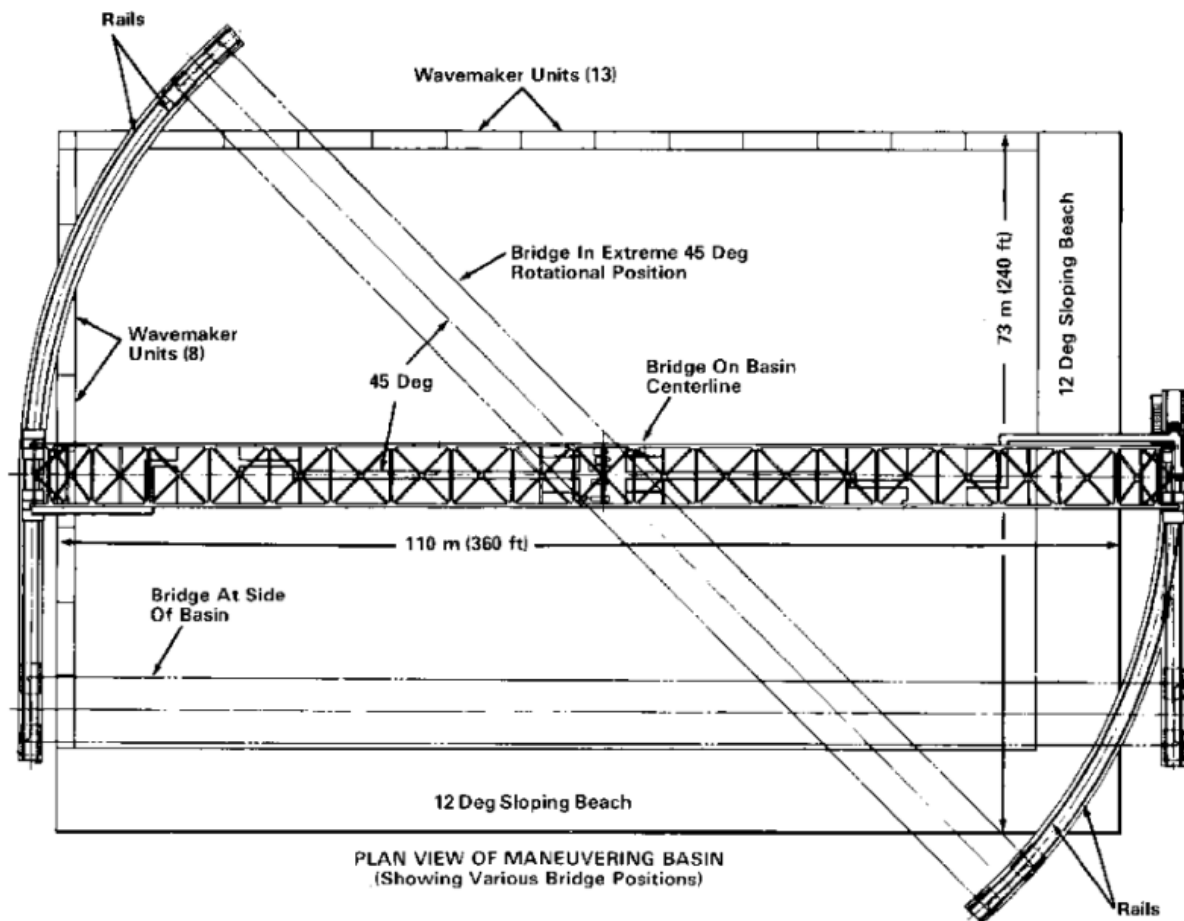 Rails
Wavemaker Units (13)
12 Deg Sloping Beach
73 m (240 ft)
Bridge In Extreme 45 Deg
Rotational Position
Wavemaker
Units (8)
45 Deg
Bridge On Basin
Centerline
110 m (360 ft)
Bridge At Side
Of Basin
12 Deg Sloping Beach
PLAN VIEW OF MANEUVERING BASIN
(Showing Various Bridge Positions)
Rails